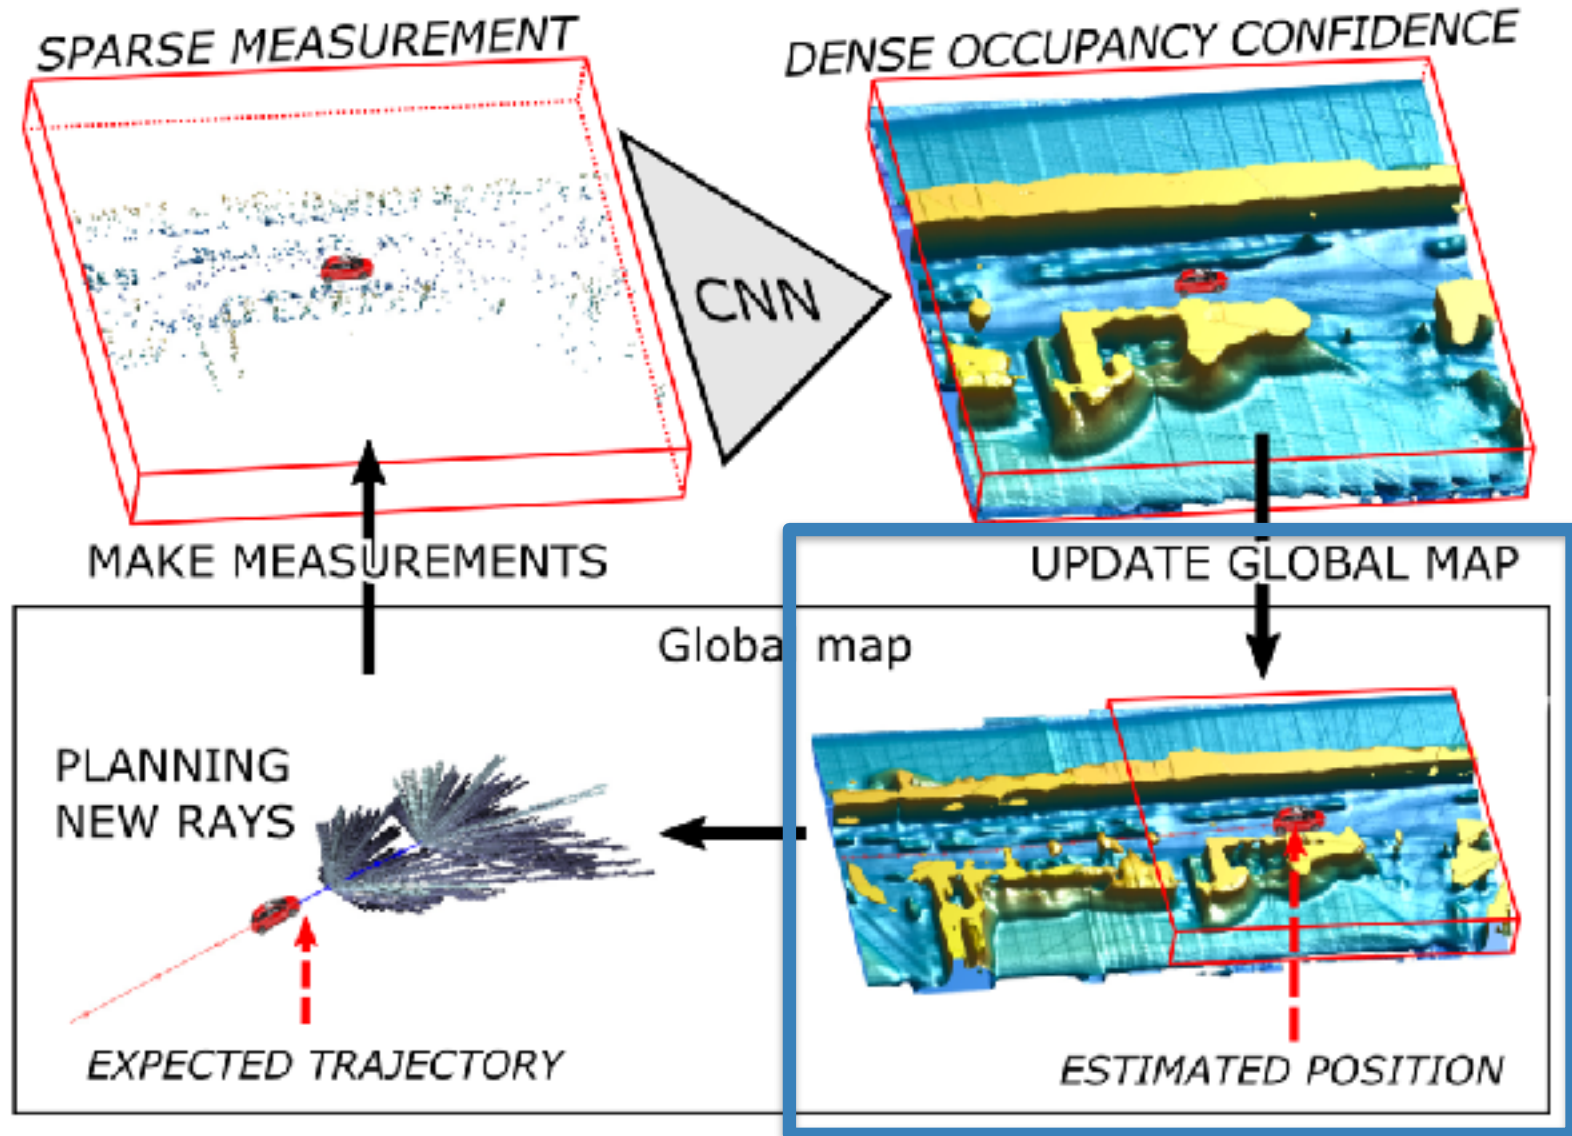 SPARSE MEASUREMENT
DENSE OCCUPANCY CONFIDENCE
CNN
MAKE MEASUREMENTS
UPDATE GLOBAL MAP
Global map
PLANNING
NEW RAYS
EXPECTED TRAJECTORY
ESTIMATED POSITION